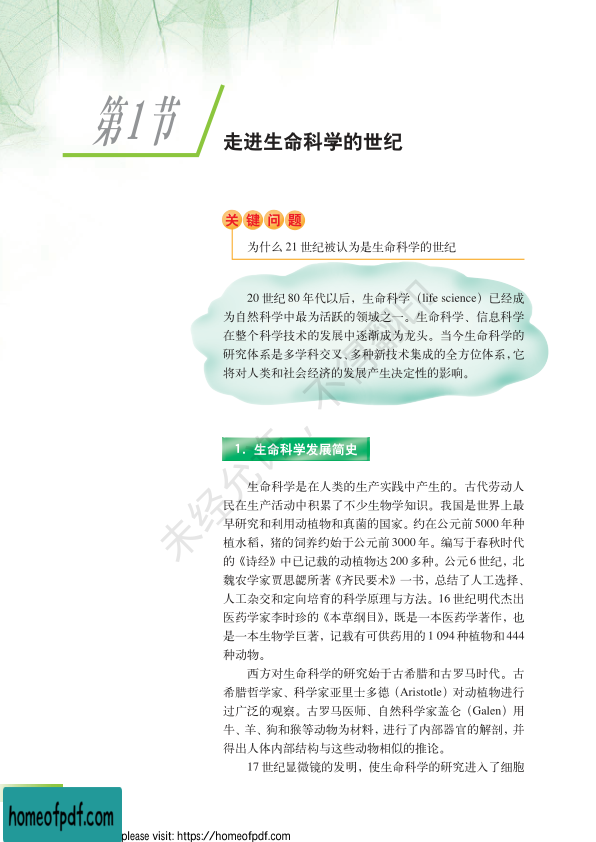 第1节
走进生命科学的世纪
关键问题
为什么 21 世纪被认为是生命科学的世纪
20 世纪 80 年代以后，生命科学（life science）已经成
为自然科学中最为活跃的领域之一。生命科学、信息科学
在整个科学技术的发展中逐渐成为龙头。当今生命科学的
研究体系是多学科交叉、多种新技术集成的全方位体系，它
将对人类和社会经济的发展产生决定性的影响。
1．生命科学发展简史
生命科学是在人类的生产实践中产生的。古代劳动人
民在生产活动中积累了不少生物学知识。我国是世界上最
早研究和利用动植物和真菌的国家。约在公元前 5000 年种
植水稻，猪的饲养约始于公元前 3000 年。编写于春秋时代
的《诗经》中已记载的动植物达 200 多种。公元 6 世纪，北
魏农学家贾思勰所著《齐民要术》一书，总结了人工选择、
人工杂交和定向培育的科学原理与方法。16 世纪明代杰出
医药学家李时珍的《本草纲目》，既是一本医药学著作，也
是一本生物学巨著，记载有可供药用的 1 094 种植物和 444
种动物。
西方对生命科学的研究始于古希腊和古罗马时代。古
希腊哲学家、科学家亚里士多德（Aristotle）对动植物进行
过广泛的观察。古罗马医师、自然科学家盖仑（Galen）用
牛、羊、狗和猴等动物为材料，进行了内部器官的解剖，并
得出人体内部结构与这些动物相似的推论。
17 世纪显微镜的发明，使生命科学的研究进入了细胞
未经允许，不得翻印
homeofpdf.com
please visit: https://homeofpdf.com